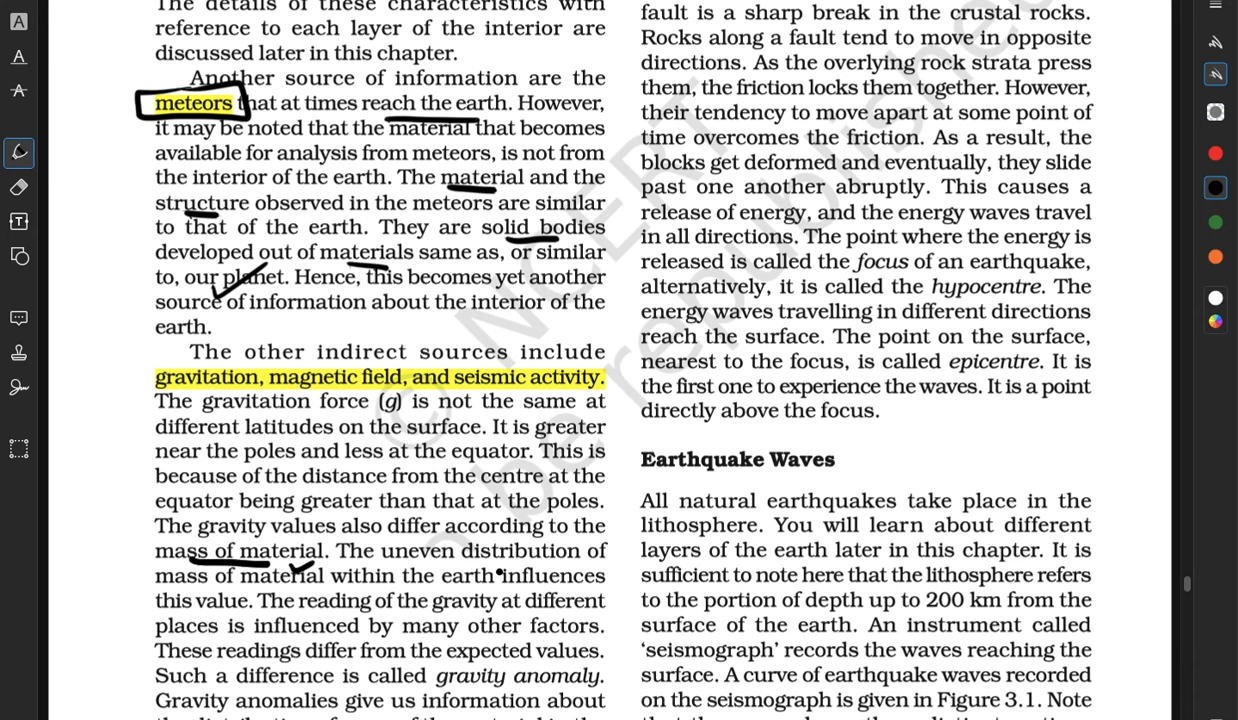 The details of these characteristics with
reference to each layer of the interior are
discussed later in this chapter.
Another source of information are the
meteors that at times reach the earth. However,
it may be noted that the material that becomes
available for analysis from meteors, is not from
the interior of the earth. The material and the
structure observed in the meteors are similar
to that of the earth. They are solid bodies
developed out of materials same as, or similar
to, our planet. Hence, this becomes yet another
source of information about the interior of the
earth.
The other indirect sources include
gravitation, magnetic field, and seismic activity.
The gravitation force (g) is not the same at
different latitudes on the surface. It is greater
near the poles and less at the equator. This is
because of the distance from the centre at the
equator being greater than that at the poles.
The gravity values also differ according to the
mass of material. The uneven distribution of
mass of material within the earth influences
this value. The reading of the gravity at different
places is influenced by many other factors.
These readings differ from the expected values.
Such a difference is called gravity anomaly.
Gravity anomalies give us information about
fault is a sharp break in the crustal rocks.
Rocks along a fault tend to move in opposite
directions. As the overlying rock strata press
them, the friction locks them together. However,
their tendency to move apart at some point of
time overcomes the friction. As a result, the
blocks get deformed and eventually, they slide
past one another abruptly. This causes a
release of energy, and the energy waves travel
in all directions. The point where the energy is
released is called the focus of an earthquake,
alternatively, it is called the hypocentre. The
energy waves travelling in different directions
reach the surface. The point on the surface,
nearest to the focus, is called epicentre. It is
the first one to experience the waves. It is a point
directly above the focus.
Earthquake Waves
All natural earthquakes take place in the
lithosphere. You will learn about different
layers of the earth later in this chapter. It is
sufficient to note here that the lithosphere refers
to the portion of depth up to 200 km from the
surface of the earth. An instrument called
‘seismograph’ records the waves reaching the
surface. A curve of earthquake waves recorded
on the seismograph is given in Figure 3.1. Note
© NCERT
be republished